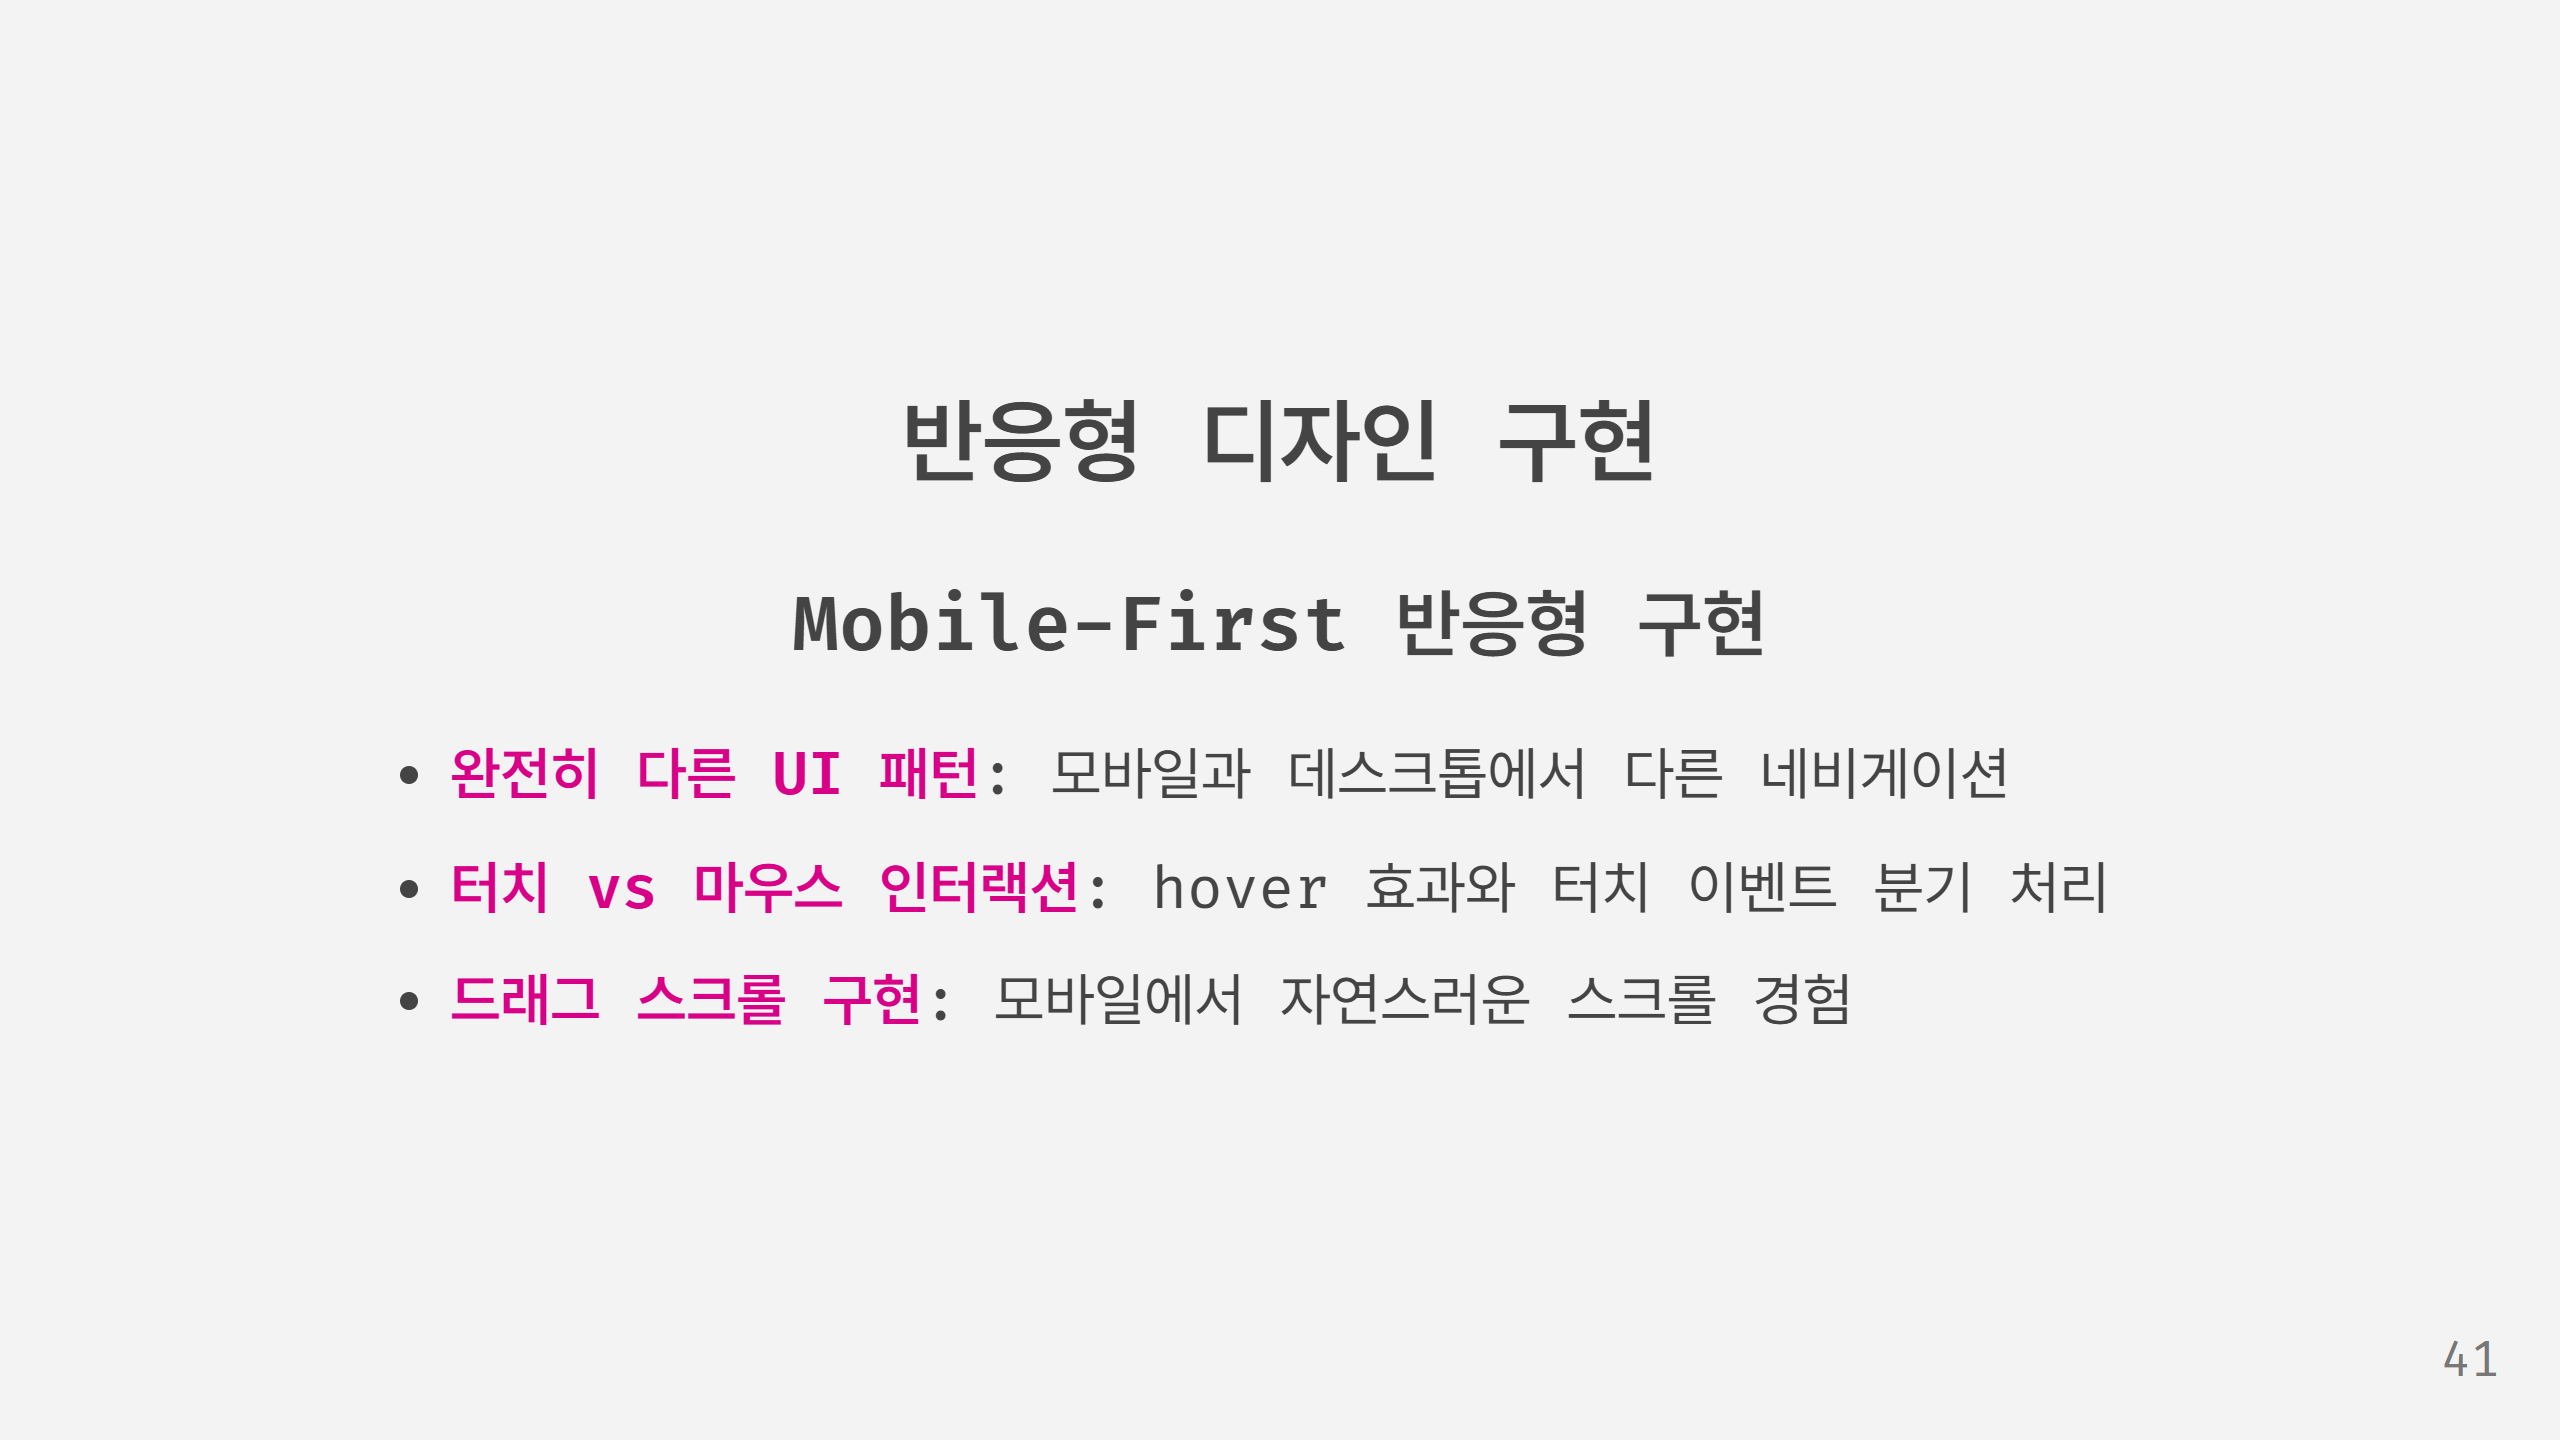 반응형 디자인 구현
Mobile-First 반응형 구현
• 완전히 다른 UI 패턴: 모바일과 데스크톱에서 다른 네비게이션
• 터치 vs 마우스 인터랙션: hover 효과와 터치 이벤트 분기 처리
• 드래그 스크롤 구현: 모바일에서 자연스러운 스크롤 경험
41